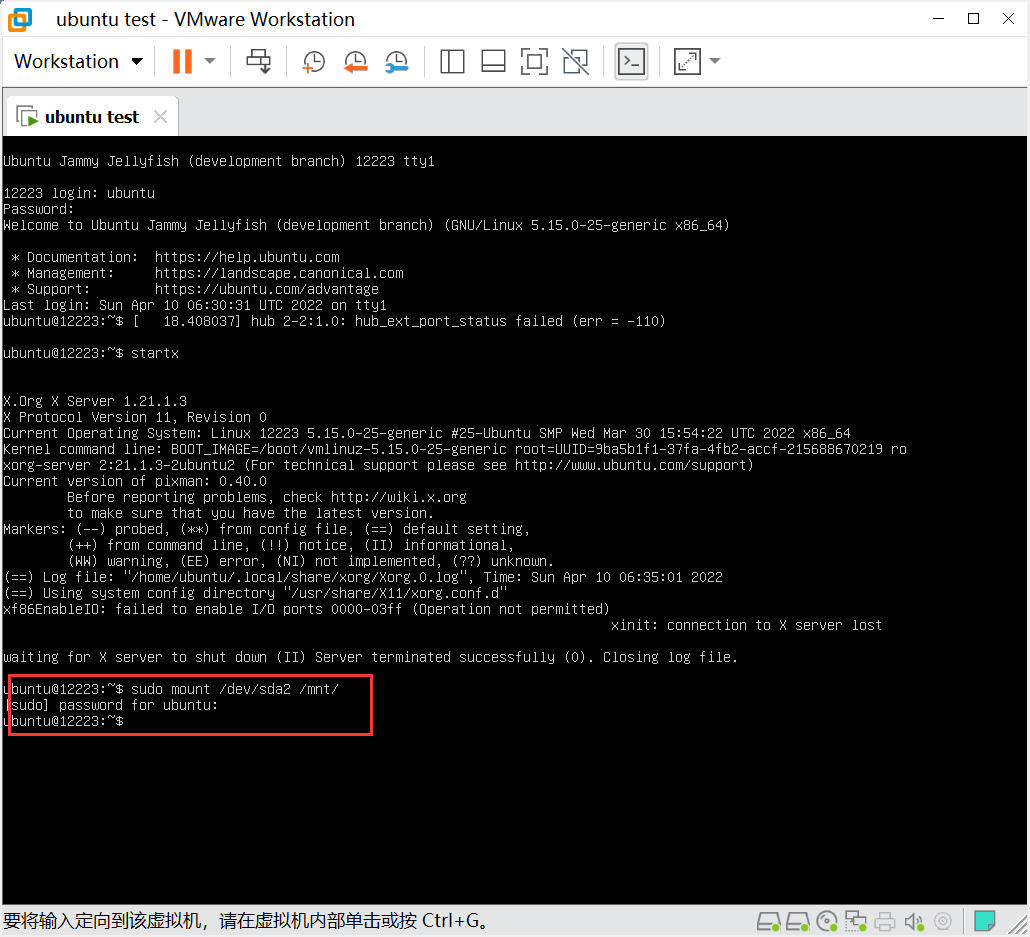 ubuntu test - VMware Workstation
Workstation
ubuntu test
Ubuntu Jammy Jellyfish (development branch) 12223 tty1
12223 login: ubuntu
Password:
Welcome to Ubuntu Jammy Jellyfish (development branch) (GNU/Linux 5.15.0-25-generic x86_64)
* Documentation:  https://help.ubuntu.com
* Management:     https://landscape.canonical.com
* Support:        https://ubuntu.com/advantage
Last login: Sun Apr 10 06:30:31 UTC 2022 on tty1
ubuntu@12223:~$ [   18.408037] hub 2-2:1.0: hub_ext_port_status failed (err = -110)
ubuntu@12223:~$ startx
X.Org X Server 1.21.1.3
X Protocol Version 11, Revision 0
Current Operating System: Linux 12223 5.15.0-25-generic #25-Ubuntu SMP Wed Mar 30 15:54:22 UTC 2022 x86_64
Kernel command line: BOOT_IMAGE=/boot/vmlinuz-5.15.0-25-generic root=UUID=9ba5b1f1-37fa-4fb2-accf-215688670219 ro
xorg-server 2:21.1.3-2ubuntu2 (For technical support please see http://www.ubuntu.com/support)
Current version of pixman: 0.40.0
Before reporting problems, check http://wiki.x.org
to make sure that you have the latest version.
Markers: (--) probed, (**) from config file, (==) default setting,
(++) from command line, (!!) notice, (II) informational,
(WW) warning, (EE) error, (NI) not implemented, (??) unknown.
(==) Log file: "/home/ubuntu/.local/share/xorg/Xorg.0.log", Time: Sun Apr 10 06:35:01 2022
(==) Using system config directory "/usr/share/X11/xorg.conf.d"
xf86EnableIO: failed to enable I/O ports 0000-03ff (Operation not permitted)
xinit: connection to X server lost
waiting for X server to shut down (II) Server terminated successfully (0). Closing log file.
ubuntu@12223:~$ sudo mount /dev/sda2 /mnt/
[sudo] password for ubuntu:
ubuntu@12223:~$
要将输入定向到该虚拟机，请在虚拟机内部单击或按 Ctrl+G。